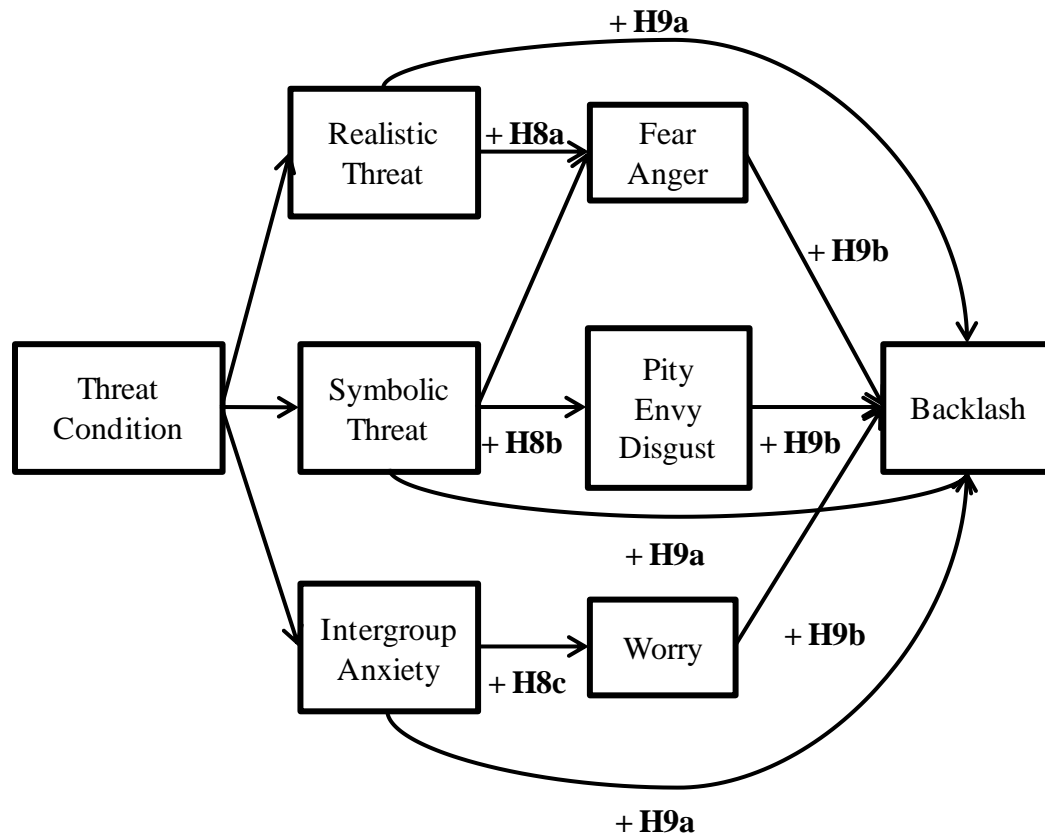 + H9a
Realistic
Threat
+ H8a
Fear
Anger
+ H9b
Threat
Condition
Symbolic
Threat
+ H8b
Pity
Envy
Disgust
+ H9b
Backlash
+ H9a
Intergroup
Anxiety
+ H8c
Worry
+ H9b
+ H9a